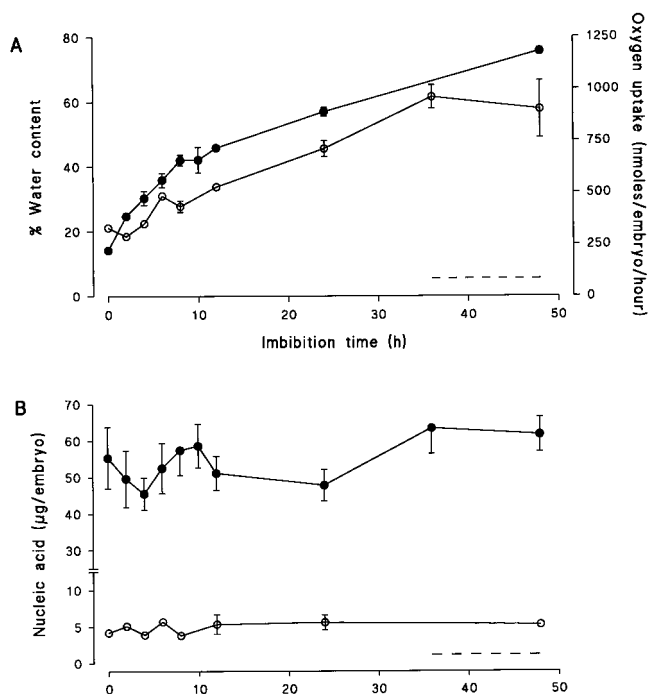 A
80
60
40
20
0
% Water content
1250
1000
750
500
250
0
Oxygen uptake (nmoles/embryo/hour)
0 10 20 30 40 50
Imbibition time (h)
B
70
60
50
40
30
10
5
0
Nucleic acid (µg/embryo)
0 10 20 30 40 50